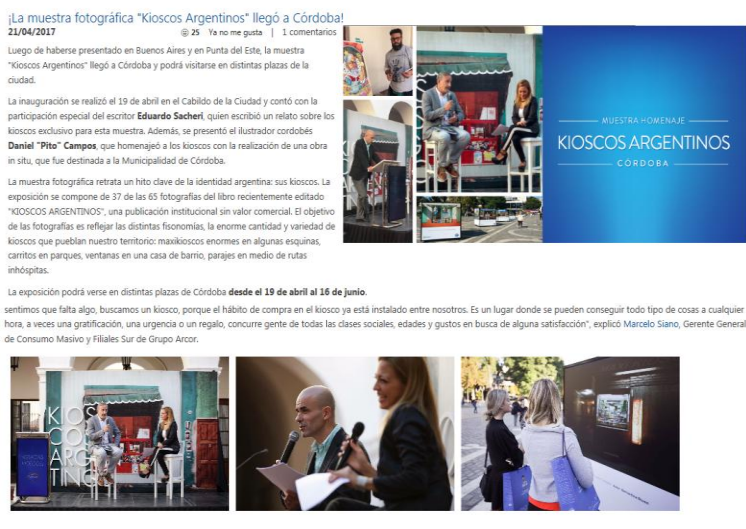 ¡La muestra fotográfica "Kioscos Argentinos" llegó a Córdoba!
21/04/2017
25 Ya no me gusta | 1 comentarios
Luego de haberse presentado en Buenos Aires y en Punta del Este, la muestra
"Kioscos Argentinos" llegó a Córdoba y podrá visitarse en distintas plazas de la
ciudad.
La inauguración se realizó el 19 de abril en el Cabildo de la Ciudad y contó con la
participación especial del escritor Eduardo Sacheri, quien escribió un relato sobre los
kioscos exclusivo para esta muestra. Además, se presentó el ilustrador cordobés
Daniel "Pito" Campos, que homenajeó a los kioscos con la realización de una obra
in situ, que fue destinada a la Municipalidad de Córdoba.
La muestra fotográfica retrata un hito clave de la identidad argentina: sus kioscos. La
exposición se compone de 37 de las 65 fotografías del libro recientemente editado
"KIOSCOS ARGENTINOS", una publicación institucional sin valor comercial. El objetivo
de las fotografías es reflejar las distintas fisonomías, la enorme cantidad y variedad de
kioscos que pueblan nuestro territorio: maxikioscos enormes en algunas esquinas,
carritos en parques, ventanas en una casa de barrio, parajes en medio de rutas
inhóspitas.
La exposición podrá verse en distintas plazas de Córdoba desde el 19 de abril al 16 de junio.
MUESTRA HOMENAJE
KIOSCOS ARGENTINOS
CÓRDOBA
sentimos que falta algo, buscamos un kiosco, porque el hábito de compra en el kiosco ya está instalado entre nosotros. Es un lugar donde se pueden conseguir todo tipo de cosas a cualquier
hora, a veces una gratificación, una urgencia o un regalo, concurre gente de todas las clases sociales, edades y gustos en busca de alguna satisfacción", explicó Marcelo Siano, Gerente General
de Consumo Masivo y Filiales Sur de Grupo Arcor.
KIOS
COS
ARG
TINO